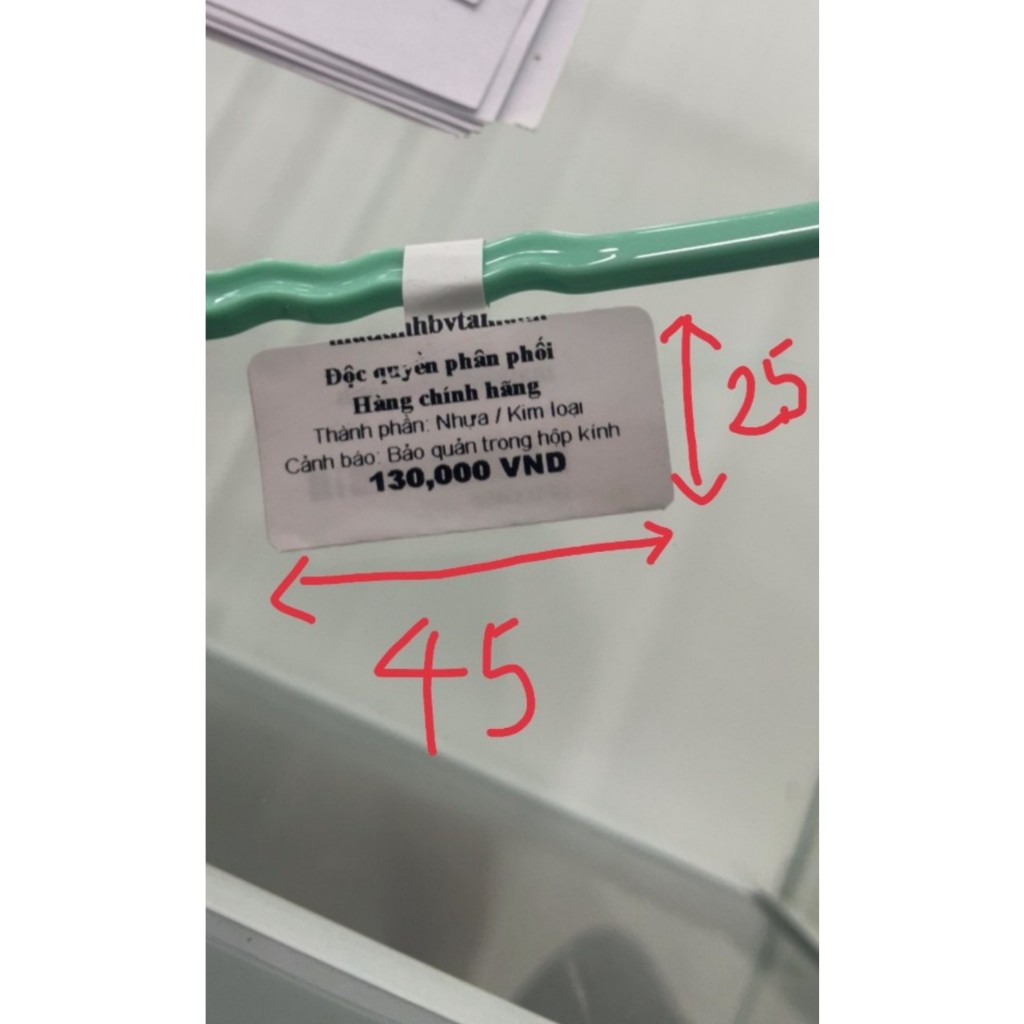 Độc quyền phân phối
Hàng chính hãng
Thành phần: Nhựa / Kim loại
Cảnh báo: Bảo quản trong hộp kính
130,000 VND
25
45